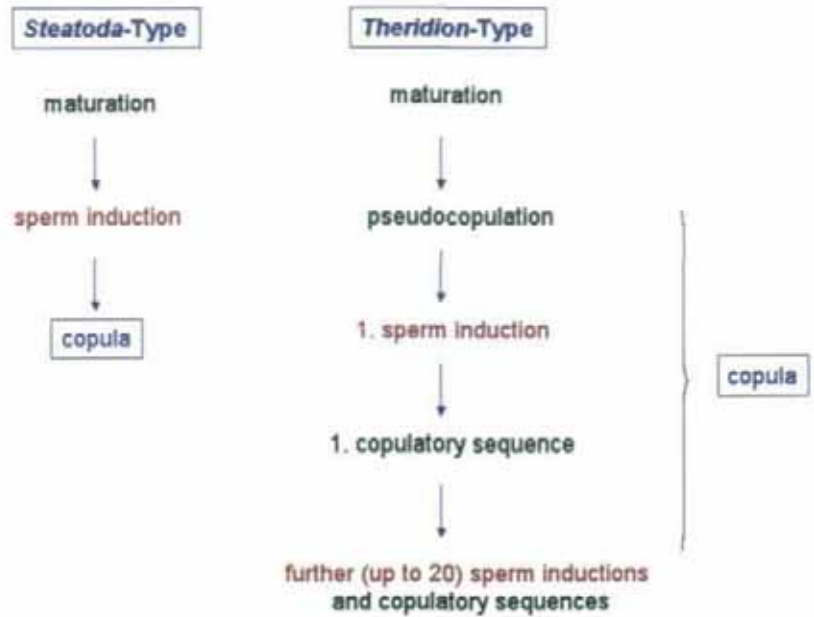 Steatoda-Type
maturation
sperm induction
copula
Theridion-Type
maturation
pseudocopulation
1. sperm induction
1. copulatory sequence
further (up to 20) sperm inductions
and copulatory sequences
copula